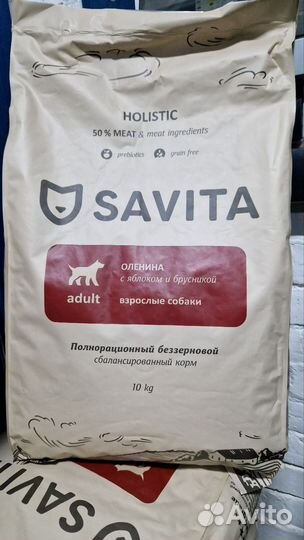 HOLISTIC
50 % MEAT & meat ingredients
prebiotics grain free
SAVITA
ОЛЕНИНА
с яблоком и брусникой
adult взрослые собаки
Полнорационный беззерновой
сбалансированный корм
10 kg
SAVITA
Avito